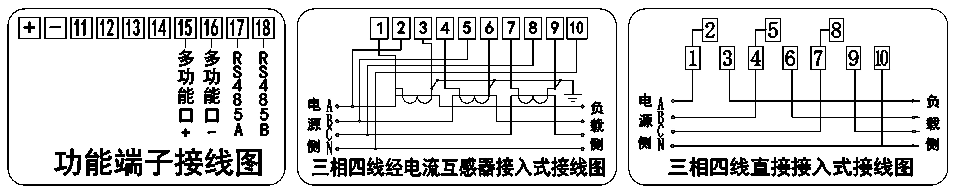 + - 11 12 13 14 15 16 17 18
多功能口+
多功能口-
RS485A
RS485B
功能端子接线图
1 2 3 4 5 6 7 8 9 10
电源侧
A
B
C
N
负载侧
三相四线经电流互感器接入式接线图
2 5 8
1 3 4 6 7 9 10
电源侧
A
B
C
N
负载侧
三相四线直接接入式接线图